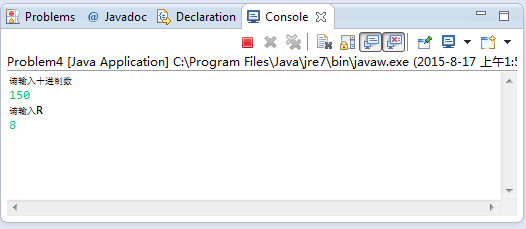 Problems @ Javadoc Declaration Console
Problem4 [Java Application] C:\Program Files\Java\jre7\bin\javaw.exe (2015-8-17 上午1:5
请输入十进制数
150
请输入R
8